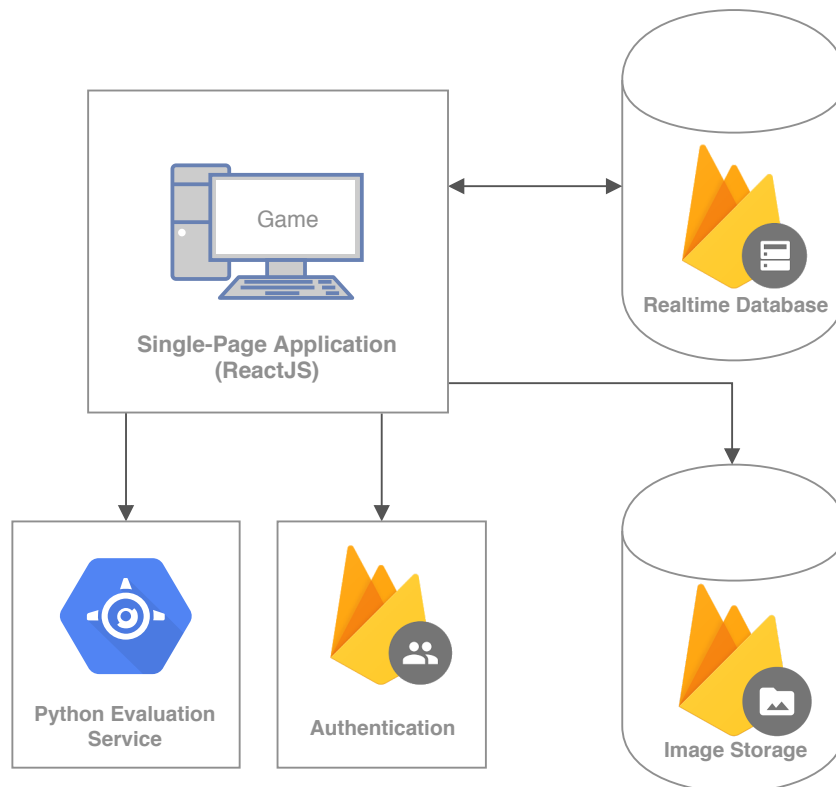 Game
Single-Page Application
(ReactJS)
Realtime Database
Python Evaluation
Service
Authentication
Image Storage